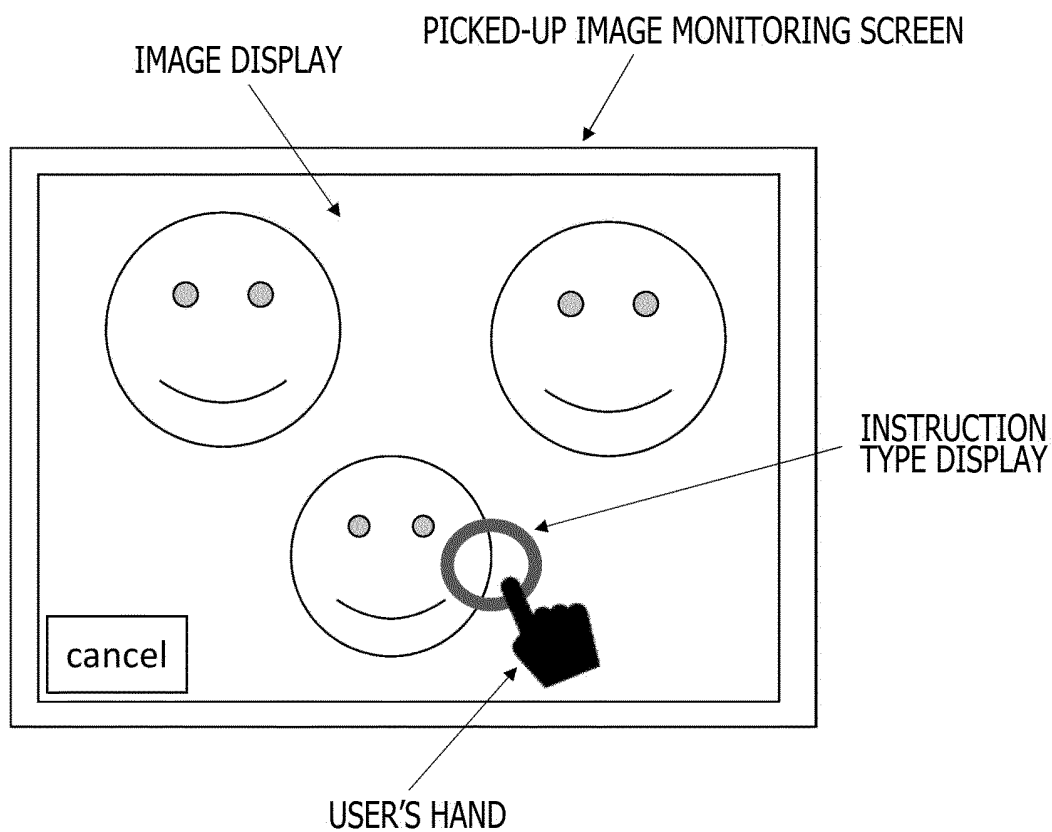 PICKED-UP IMAGE MONITORING SCREEN
IMAGE DISPLAY
INSTRUCTION
TYPE DISPLAY
cancel
USER'S HAND